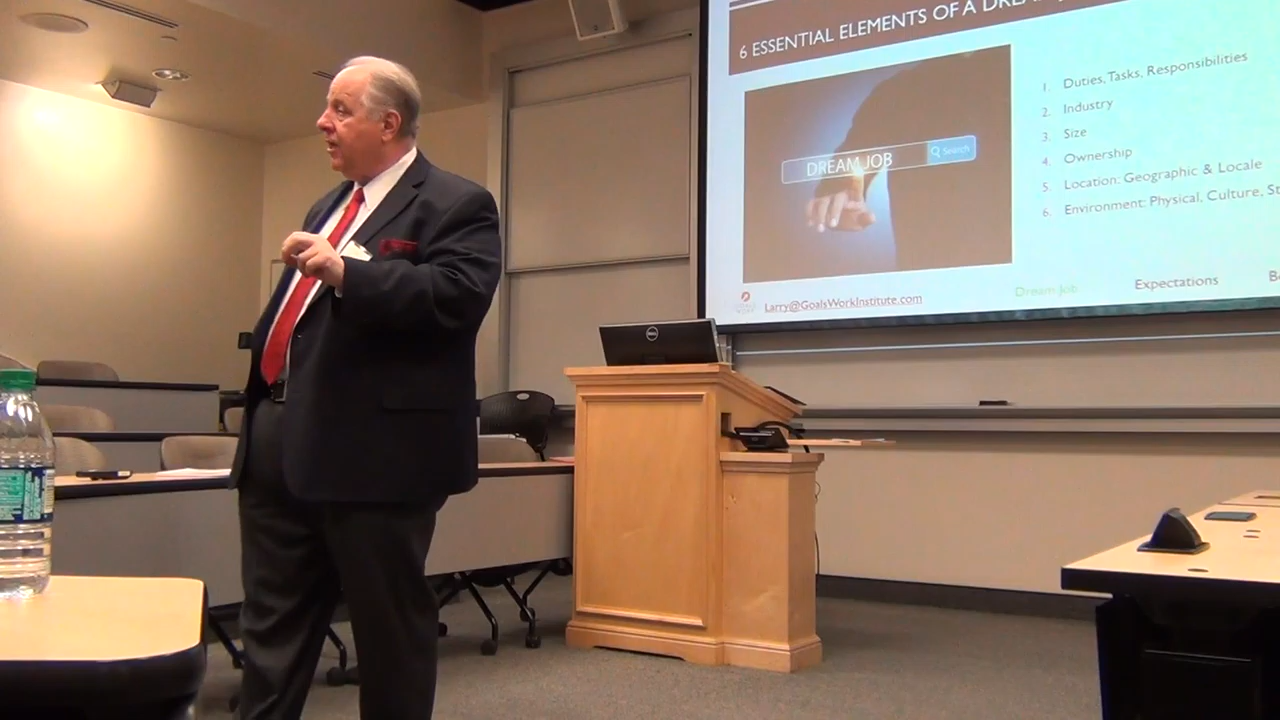 6 ESSENTIAL ELEMENTS OF A
DREAM JOB
Search
1. Duties, Tasks, Responsibilities
2. Industry
3. Size
4. Ownership
5. Location: Geographic & Locale
6. Environment: Physical, Culture,
Larry@GoalsWorkInstitute.com
Dream Job
Expectations
DELL